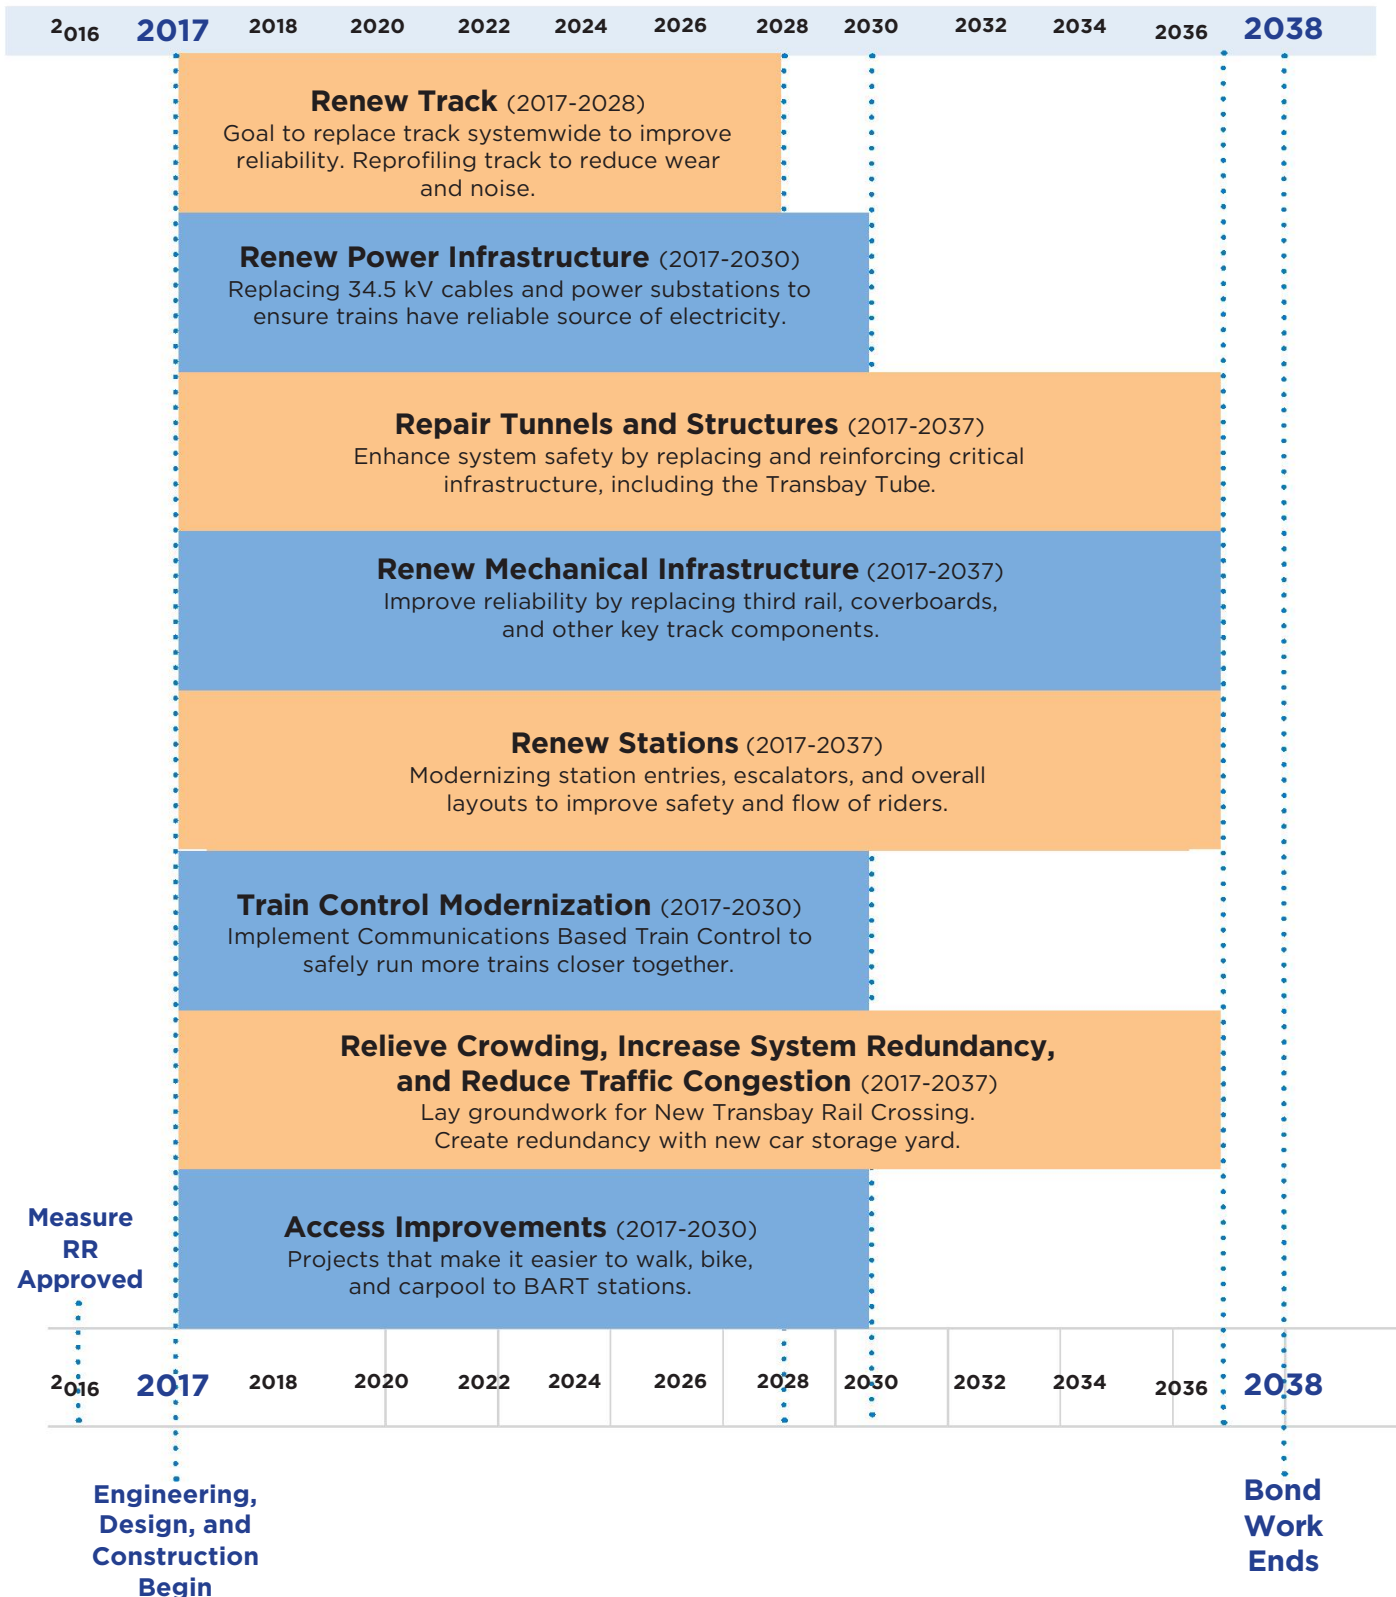 2016 2017 2018 2020 2022 2024 2026 2028 2030 2032 2034 2036 2038
Renew Track (2017-2028)
Goal to replace track systemwide to improve
reliability. Reprofiling track to reduce wear
and noise.
Renew Power Infrastructure (2017-2030)
Replacing 34.5 kV cables and power substations to
ensure trains have reliable source of electricity.
Repair Tunnels and Structures (2017-2037)
Enhance system safety by replacing and reinforcing critical
infrastructure, including the Transbay Tube.
Renew Mechanical Infrastructure (2017-2037)
Improve reliability by replacing third rail, coverboards,
and other key track components.
Renew Stations (2017-2037)
Modernizing station entries, escalators, and overall
layouts to improve safety and flow of riders.
Train Control Modernization (2017-2030)
Implement Communications Based Train Control to
safely run more trains closer together.
Relieve Crowding, Increase System Redundancy,
and Reduce Traffic Congestion (2017-2037)
Lay groundwork for New Transbay Rail Crossing.
Create redundancy with new car storage yard.
Access Improvements (2017-2030)
Projects that make it easier to walk, bike,
and carpool to BART stations.
Measure
RR
Approved
2016 2017 2018 2020 2022 2024 2026 2028 2030 2032 2034 2036 2038
Engineering,
Design, and
Construction
Begin
Bond
Work
Ends